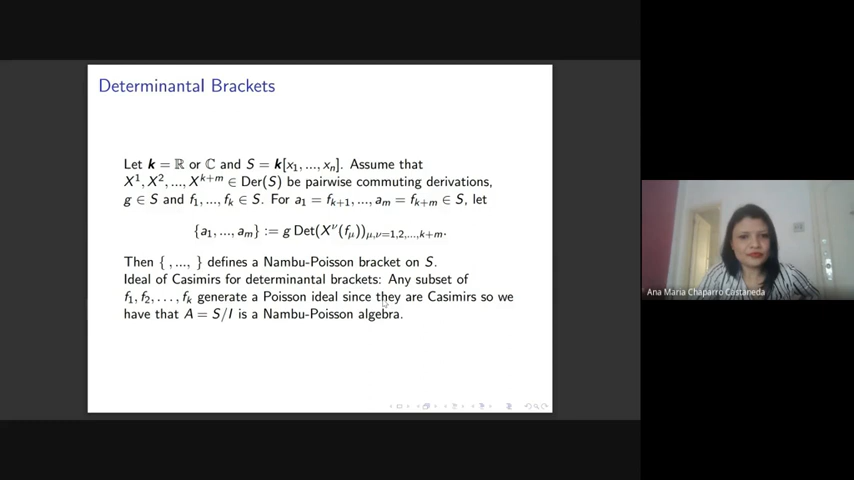 Determinantal Brackets
Let k = ℝ or ℂ and S = k[x₁, ..., xₙ]. Assume that
X¹, X², ..., Xᵏ⁺ᵐ ∈ Der(S) be pairwise commuting derivations,
g ∈ S and f₁, ..., fₖ ∈ S. For a₁ = fₖ₊₁, ..., aₘ = fₖ₊ₘ ∈ S, let
{a₁, ..., aₘ} := g Det(X^ν(f_μ))_{μ,ν=1,2,...,k+m}.
Then { , ..., } defines a Nambu-Poisson bracket on S.
Ideal of Casimirs for determinantal brackets: Any subset of
f₁, f₂, . . . , fₖ generate a Poisson ideal since they are Casimirs so we
have that A = S/I is a Nambu-Poisson algebra.
Ana Maria Chaparro Castaneda